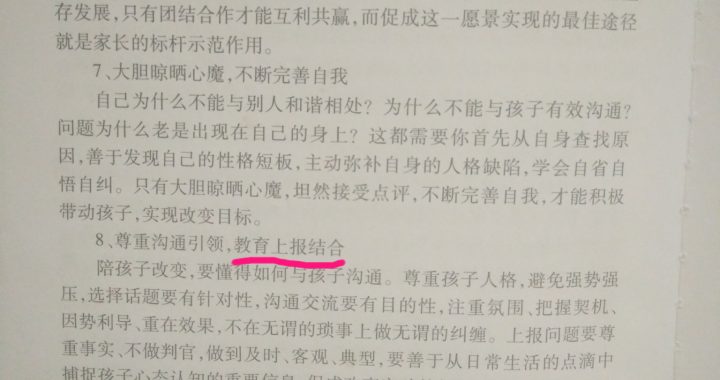 存发展,只有团结合作才能互利共赢,而促成这一愿景实现的最佳途径
就是家长的标杆示范作用。
7、大胆晾晒心魔,不断完善自我
自己为什么不能与别人和谐相处？为什么不能与孩子有效沟通？
问题为什么老是出现在自己的身上？这都需要你首先从自身查找原
因,善于发现自己的性格短板,主动弥补自身的人格缺陷,学会自省自
悟自纠。只有大胆晾晒心魔,坦然接受点评,不断完善自我,才能积极
带动孩子,实现改变目标。
8、尊重沟通引领,教育上报结合
陪孩子改变,要懂得如何与孩子沟通。尊重孩子人格,避免强势强
压,选择话题要有针对性,沟通交流要有目的性,注重氛围、把握契机、
因势利导、重在效果,不在无谓的琐事上做无谓的纠缠。上报问题要尊
重事实、不做判官,做到及时、客观、典型,要善于从日常生活的点滴中
捕捉孩子心态认知的重要信息